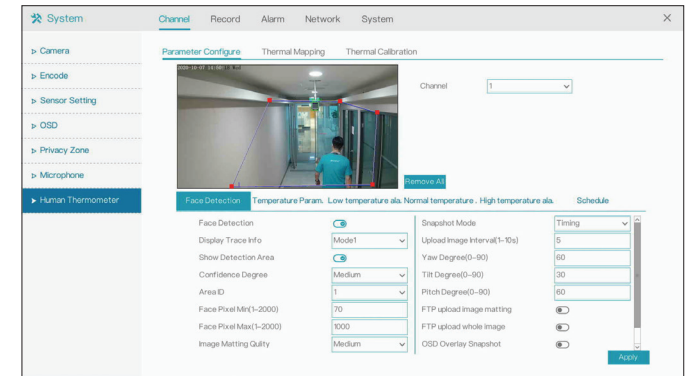 System
Channel Record Alarm Network System
Camera
Encode
Sensor Setting
OSD
Privacy Zone
Microphone
Human Thermometer
Parameter Configure Thermal Mapping Thermal Calibration
Channel 1
Remove All
Face Detection Temperature Param. Low temperature ala. Normal temperature . High temperature ala. Schedule
Face Detection
Display Trace Info Mode1
Show Detection Area
Confidence Degree Medium
Area ID 1
Face Pixel Min(1-2000) 70
Face Pixel Max(1-2000) 1000
Image Matting Qulity Medium
Snapshot Mode Timing
Upload Image Interval(1-10s) 5
Yaw Degree(0-90) 60
Tilt Degree(0-90) 30
Pitch Degree(0-90) 60
FTP upload image matting
FTP upload whole image
OSD Overlay Snapshot
Apply